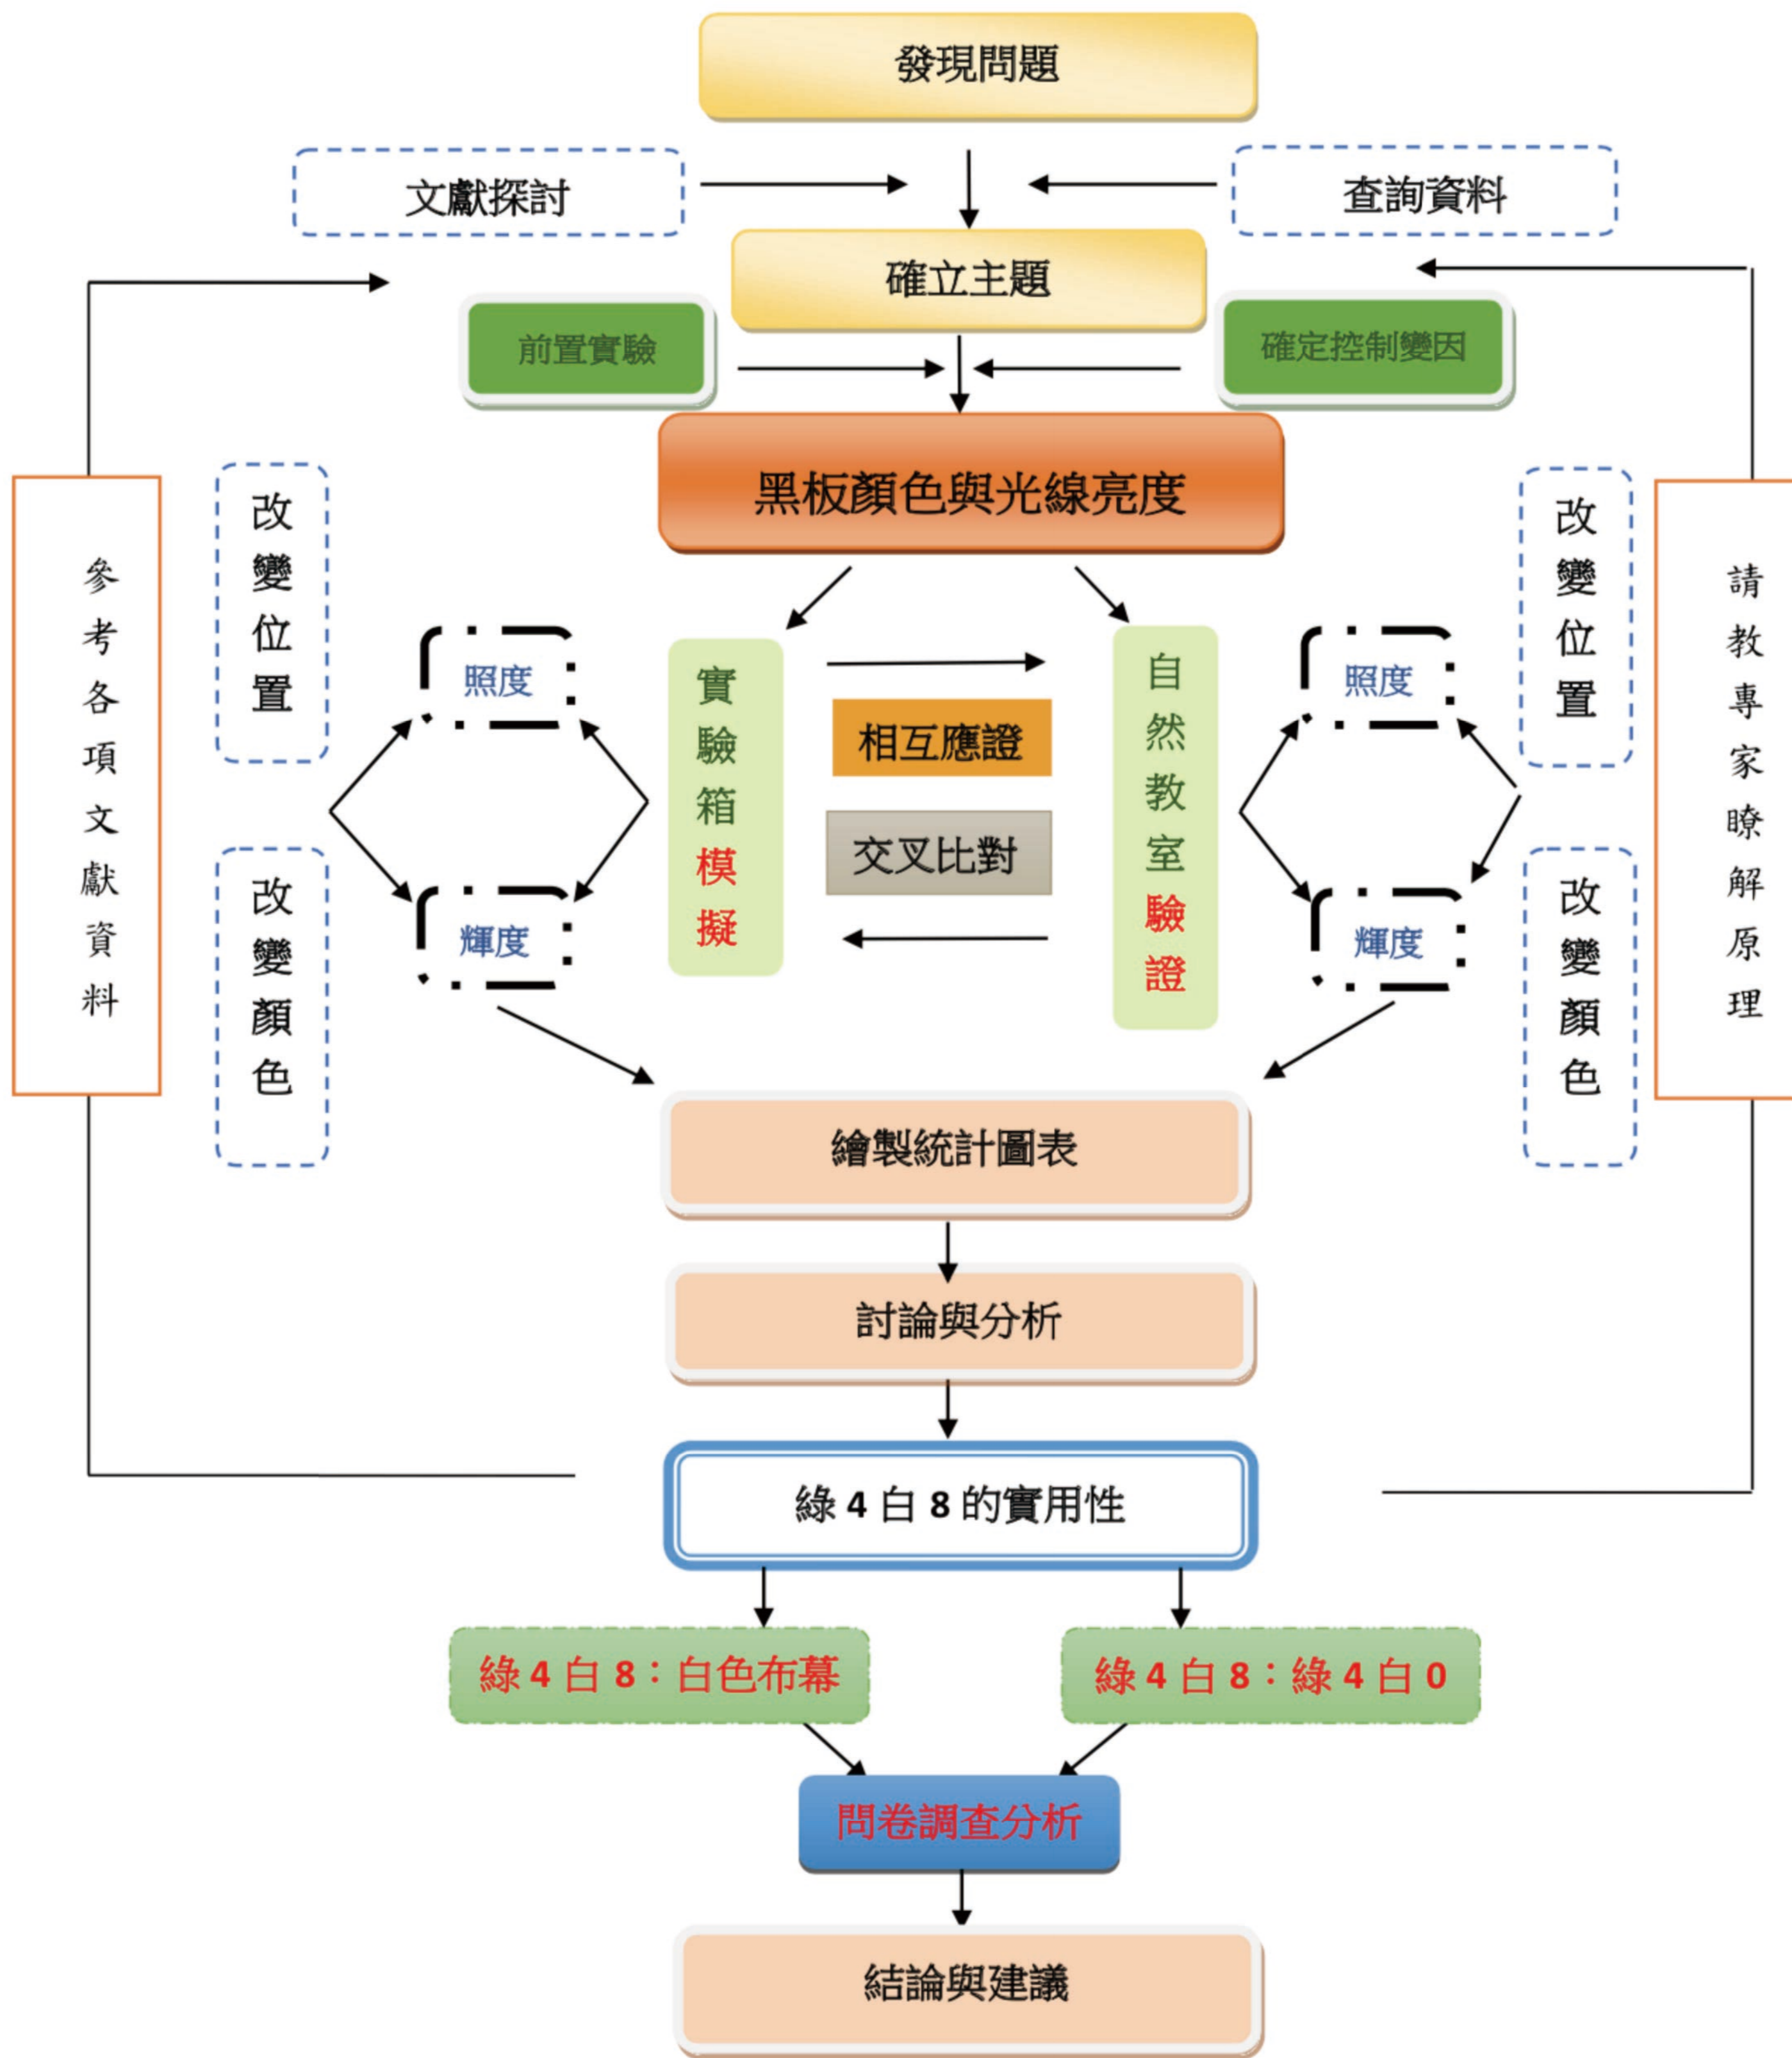 發現問題
文獻探討
查詢資料
確立主題
前置實驗
確定控制變因
黑板顏色與光線亮度
參考各項文獻資料
改變位置
改變顏色
照度
輝度
實驗箱模擬
相互應證
交叉比對
自然教室驗證
照度
輝度
改變位置
改變顏色
請教專家瞭解原理
繪製統計圖表
討論與分析
綠 4 白 8 的實用性
綠 4 白 8：白色布幕
綠 4 白 8：綠 4 白 0
問卷調查分析
結論與建議